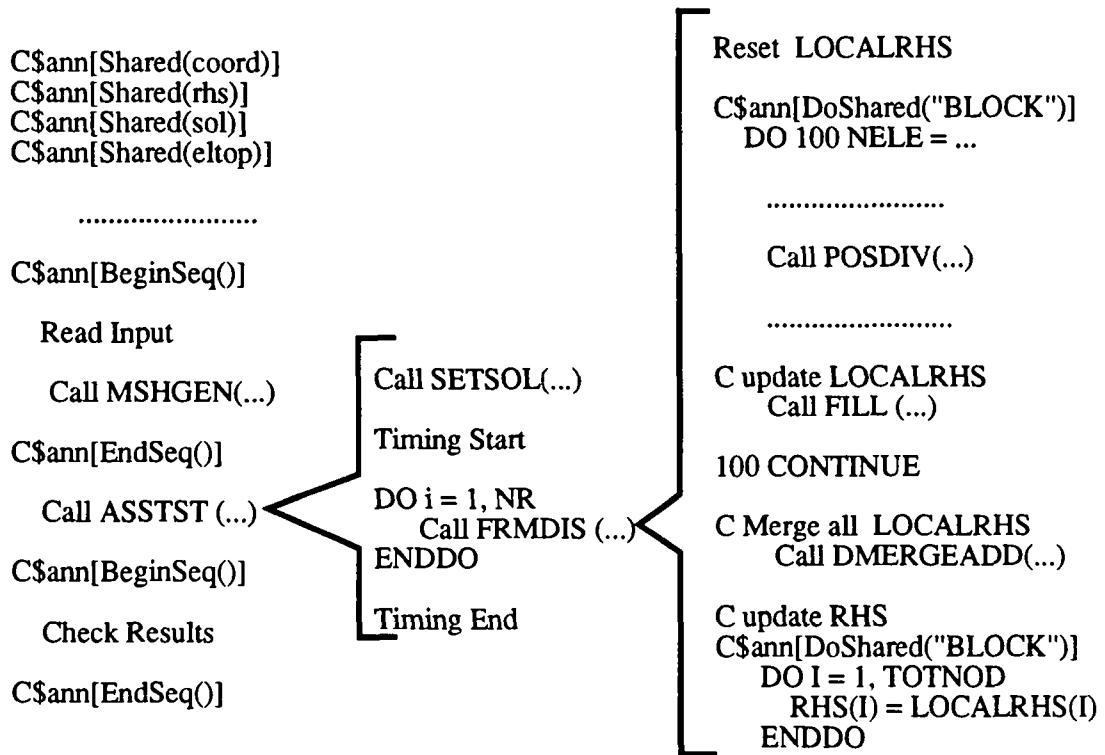 C$ann[Shared(coord)]
C$ann[Shared(rhs)]
C$ann[Shared(sol)]
C$ann[Shared(eltop)]
........................
C$ann[BeginSeq()]
Read Input
Call MSHGEN(...)
C$ann[EndSeq()]
Call ASSTST (...)
C$ann[BeginSeq()]
Check Results
C$ann[EndSeq()]
Call SETSOL(...)
Timing Start
DO i = 1, NR
Call FRMDIS (...)
ENDDO
Timing End
Reset LOCALRHS
C$ann[DoShared("BLOCK")]
DO 100 NELE = ...
........................
Call POSDIV(...)
.........................
C update LOCALRHS
Call FILL (...)
100 CONTINUE
C Merge all LOCALRHS
Call DMERGEADD(...)
C update RHS
C$ann[DoShared("BLOCK")]
DO I = 1, TOTNOD
RHS(I) = LOCALRHS(I)
ENDDO